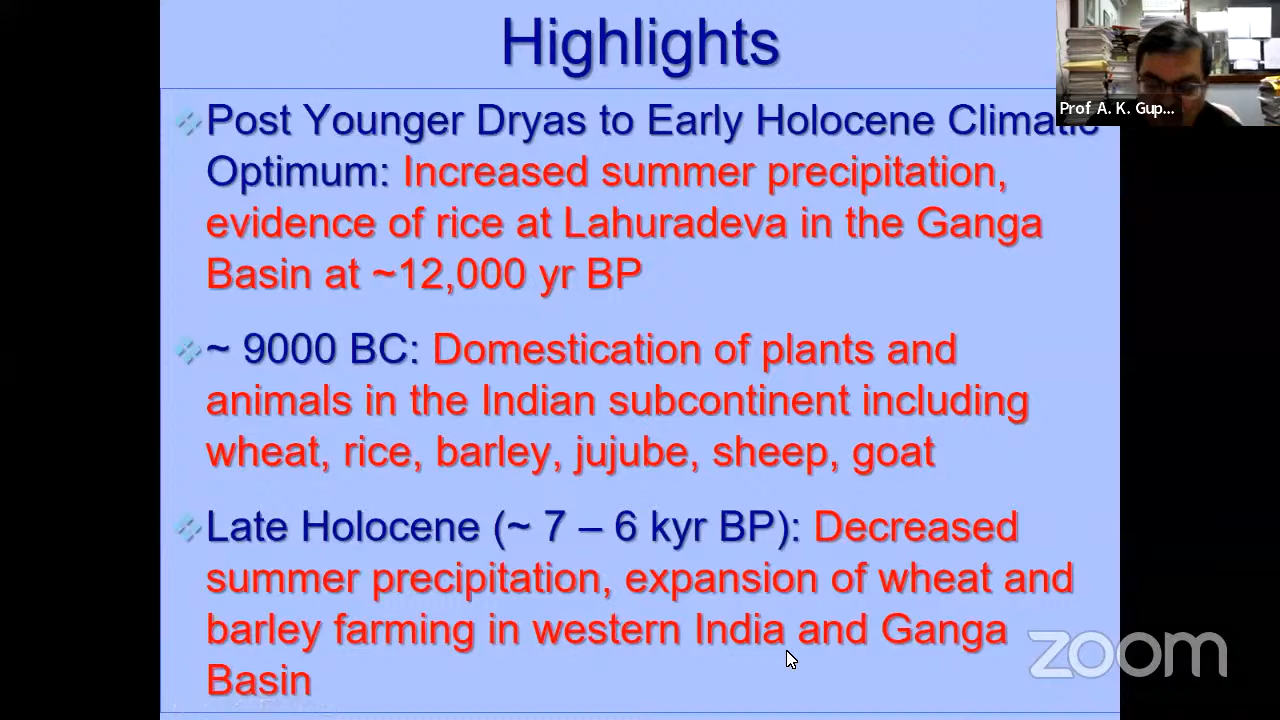 Highlights
Prof A. K. Gup...
Post Younger Dryas to Early Holocene Climatic
Optimum: Increased summer precipitation,
evidence of rice at Lahuradeva in the Ganga
Basin at ~12,000 yr BP
~ 9000 BC: Domestication of plants and
animals in the Indian subcontinent including
wheat, rice, barley, jujube, sheep, goat
Late Holocene (~ 7 – 6 kyr BP): Decreased
summer precipitation, expansion of wheat and
barley farming in western India and Ganga
Basin
zoom